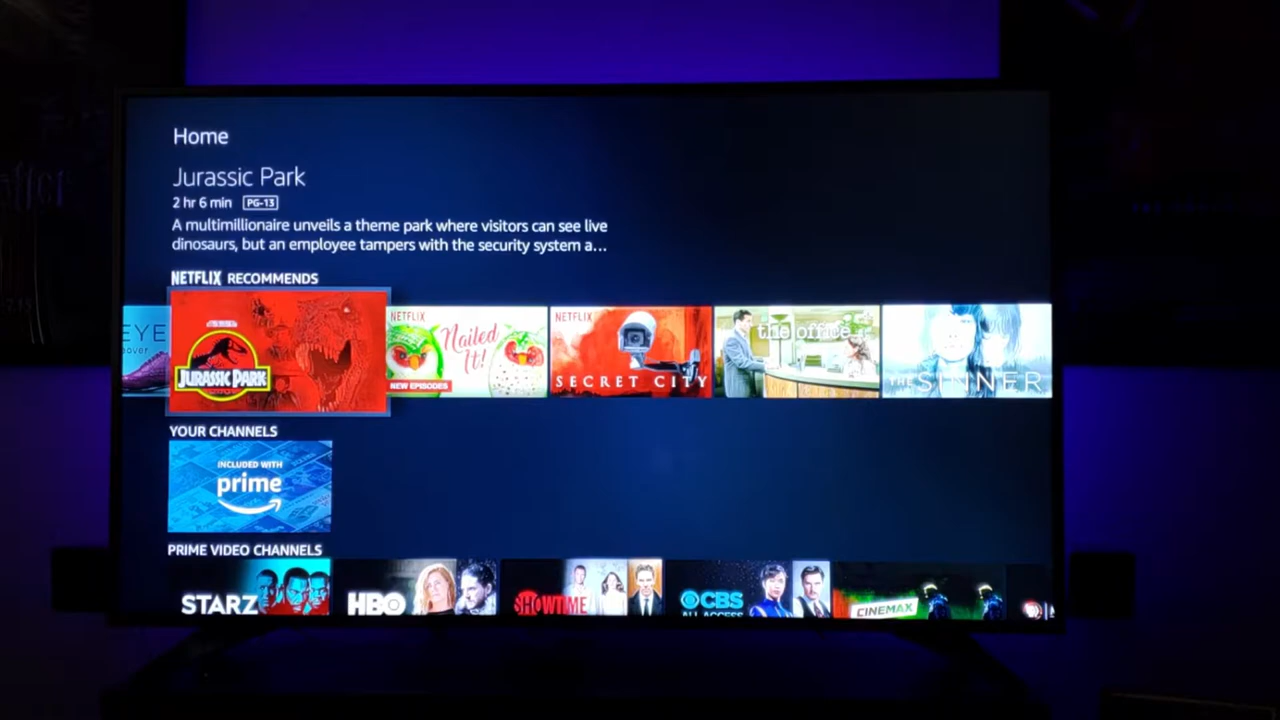 Home
Jurassic Park
2 hr 6 min PG-13
A multimillionaire unveils a theme park where visitors can see live
dinosaurs, but an employee tampers with the security system a...
NETFLIX RECOMMENDS
EYE
JURASSIC PARK
NETFLIX
Nailed
It!
NEW EPISODES
NETFLIX
SECRET CITY
the office
THE SINNER
YOUR CHANNELS
INCLUDED WITH
prime
PRIME VIDEO CHANNELS
STARZ
HBO
SHOWTIME
CBS
ALL ACCESS
CINEMAX